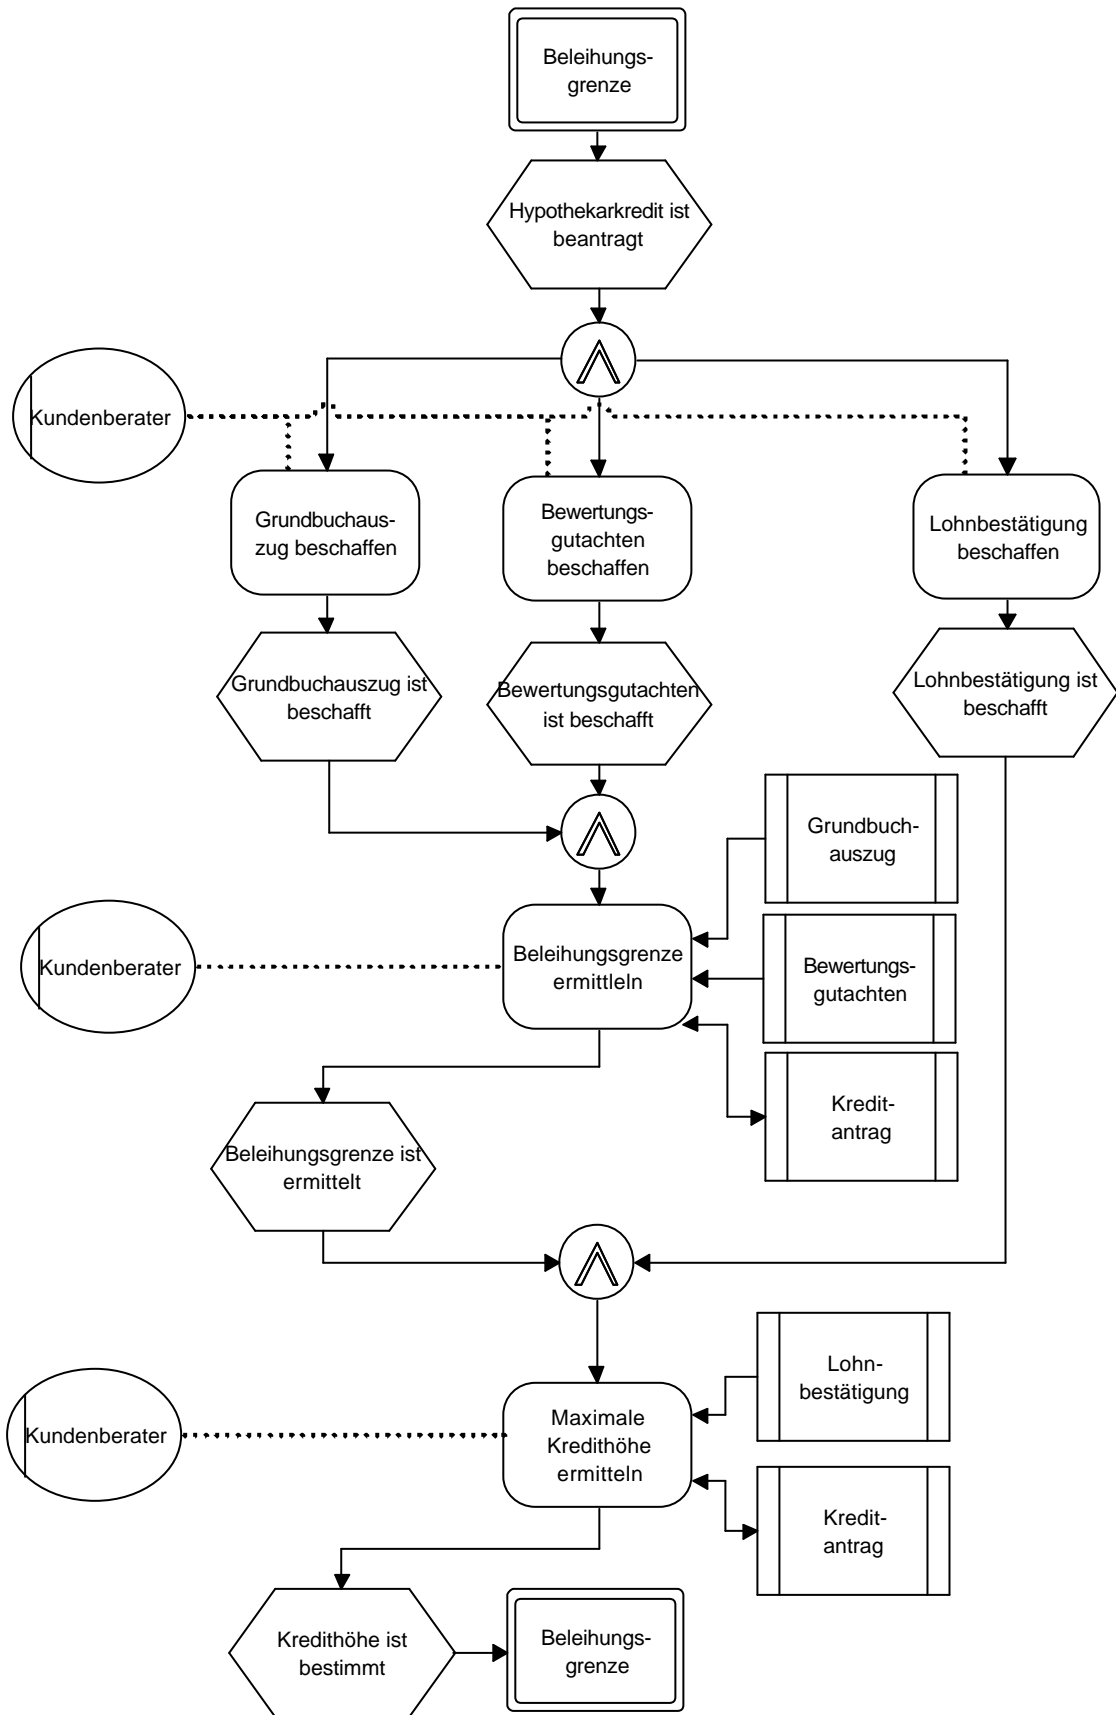 Beleihungs-
grenze
Hypothekarkredit ist
beantragt
Kundenberater
Grundbuchaus-
zug beschaffen
Bewertungs-
gutachten
beschaffen
Lohnbestätigung
beschaffen
Grundbuchauszug ist
beschafft
Bewertungsgutachten
ist beschafft
Lohnbestätigung ist
beschafft
Grundbuch-
auszug
Kundenberater
Beleihungsgrenze
ermittleln
Bewertungs-
gutachten
Kredit-
antrag
Beleihungsgrenze ist
ermittelt
Lohn-
bestätigung
Kundenberater
Maximale
Kredithöhe
ermitteln
Kredit-
antrag
Kredithöhe ist
bestimmt
Beleihungs-
grenze